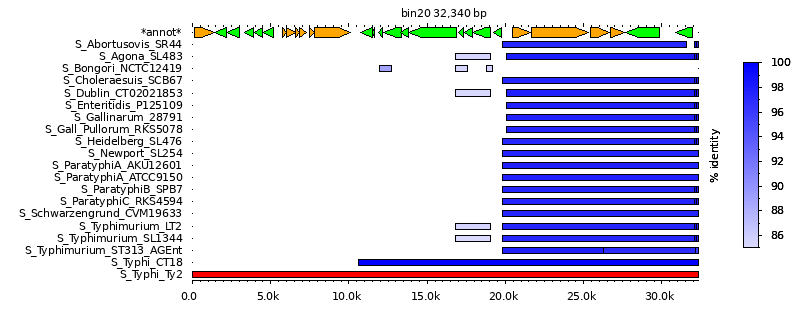 bin20 32,340 bp
*annot*
S_Abortusovis_SR44
S_Agona_SL483
S_Bongori_NCTC12419
S_Choleraesuis_SCB67
S_Dublin_CT02021853
S_Enteritidis_P125109
S_Gallinarum_28791
S_Gall_Pullorum_RKS5078
S_Heidelberg_SL476
S_Newport_SL254
S_ParatyphiA_AKU12601
S_ParatyphiA_ATCC9150
S_ParatyphiB_SPB7
S_ParatyphiC_RKS4594
S_Schwarzengrund_CVM19633
S_Typhimurium_LT2
S_Typhimurium_SL1344
S_Typhimurium_ST313_AGEnt
S_Typhi_CT18
S_Typhi_Ty2
0.0 5.0k 10.0k 15.0k 20.0k 25.0k 30.0k
100
98
96
94
92
90
88
86
% identity